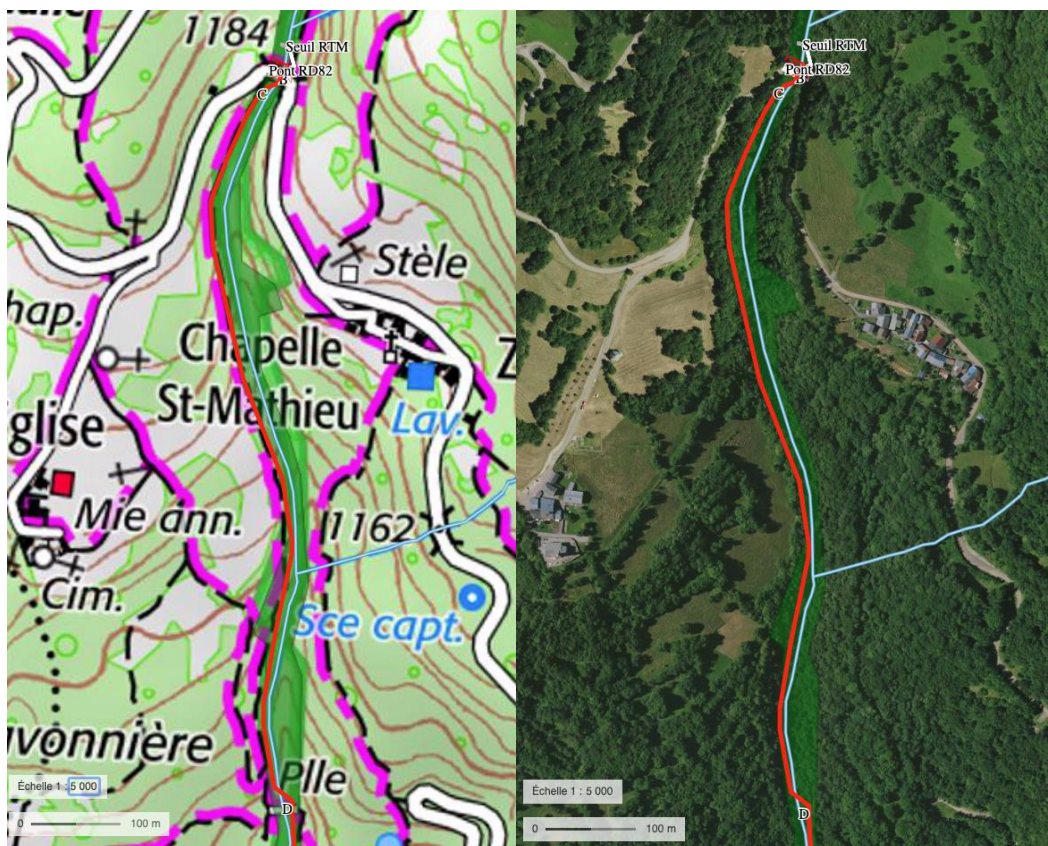 1184
Seuil RTM
Pont RD82
B
C
Stèle
hap.
Chapelle
St-Mathieu
Z
Lav.
glise
Mie ann.
1162
Cim.
Sce capt.
vonnière
Plle
D
Échelle 1 : 5 000
0 100 m
Seuil RTM
Pont RD82
B
C
D
Échelle 1 : 5 000
0 100 m